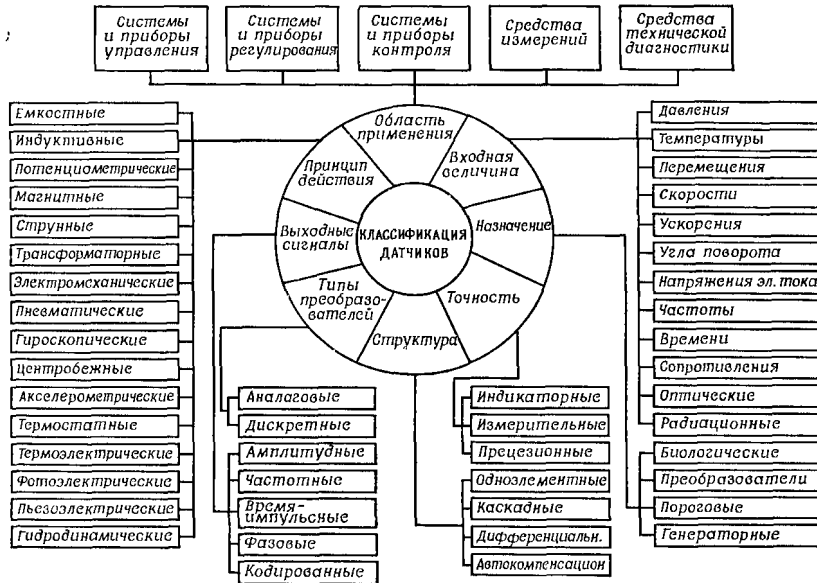 Системы
и приборы
управления
Системы
и приборы
регулирования
Системы
и приборы
контроля
Средства
измерений
Средства
технической
диагностики
Область
применения
Входная
величина
Назначение
Точность
Структура
Типы
преобразо-
вателей
Выходные
сигналы
Принцип
действия
КЛАССИФИКАЦИЯ
ДАТЧИКОВ
Емкостные
Индуктивные
Потенциометрические
Магнитные
Струнные
Трансформаторные
Электромеханические
Пневматические
Гироскопические
Центробежные
Акселерометрические
Термостатные
Термоэлектрические
Фотоэлектрические
Пьезоэлектрические
Гидродинамические
Аналоговые
Дискретные
Амплитудные
Частотные
Время-
импульсные
Фазовые
Кодированные
Индикаторные
Измерительные
Прецезионные
Одноэлементные
Каскадные
Дифференциальн.
Автокомпенсацион
Давления
Температуры
Перемещения
Скорости
Ускорения
Угла поворота
Напряжения эл. тока
Частоты
Времени
Сопротивления
Оптические
Радиационные
Биологические
Преобразователи
Пороговые
Генераторные